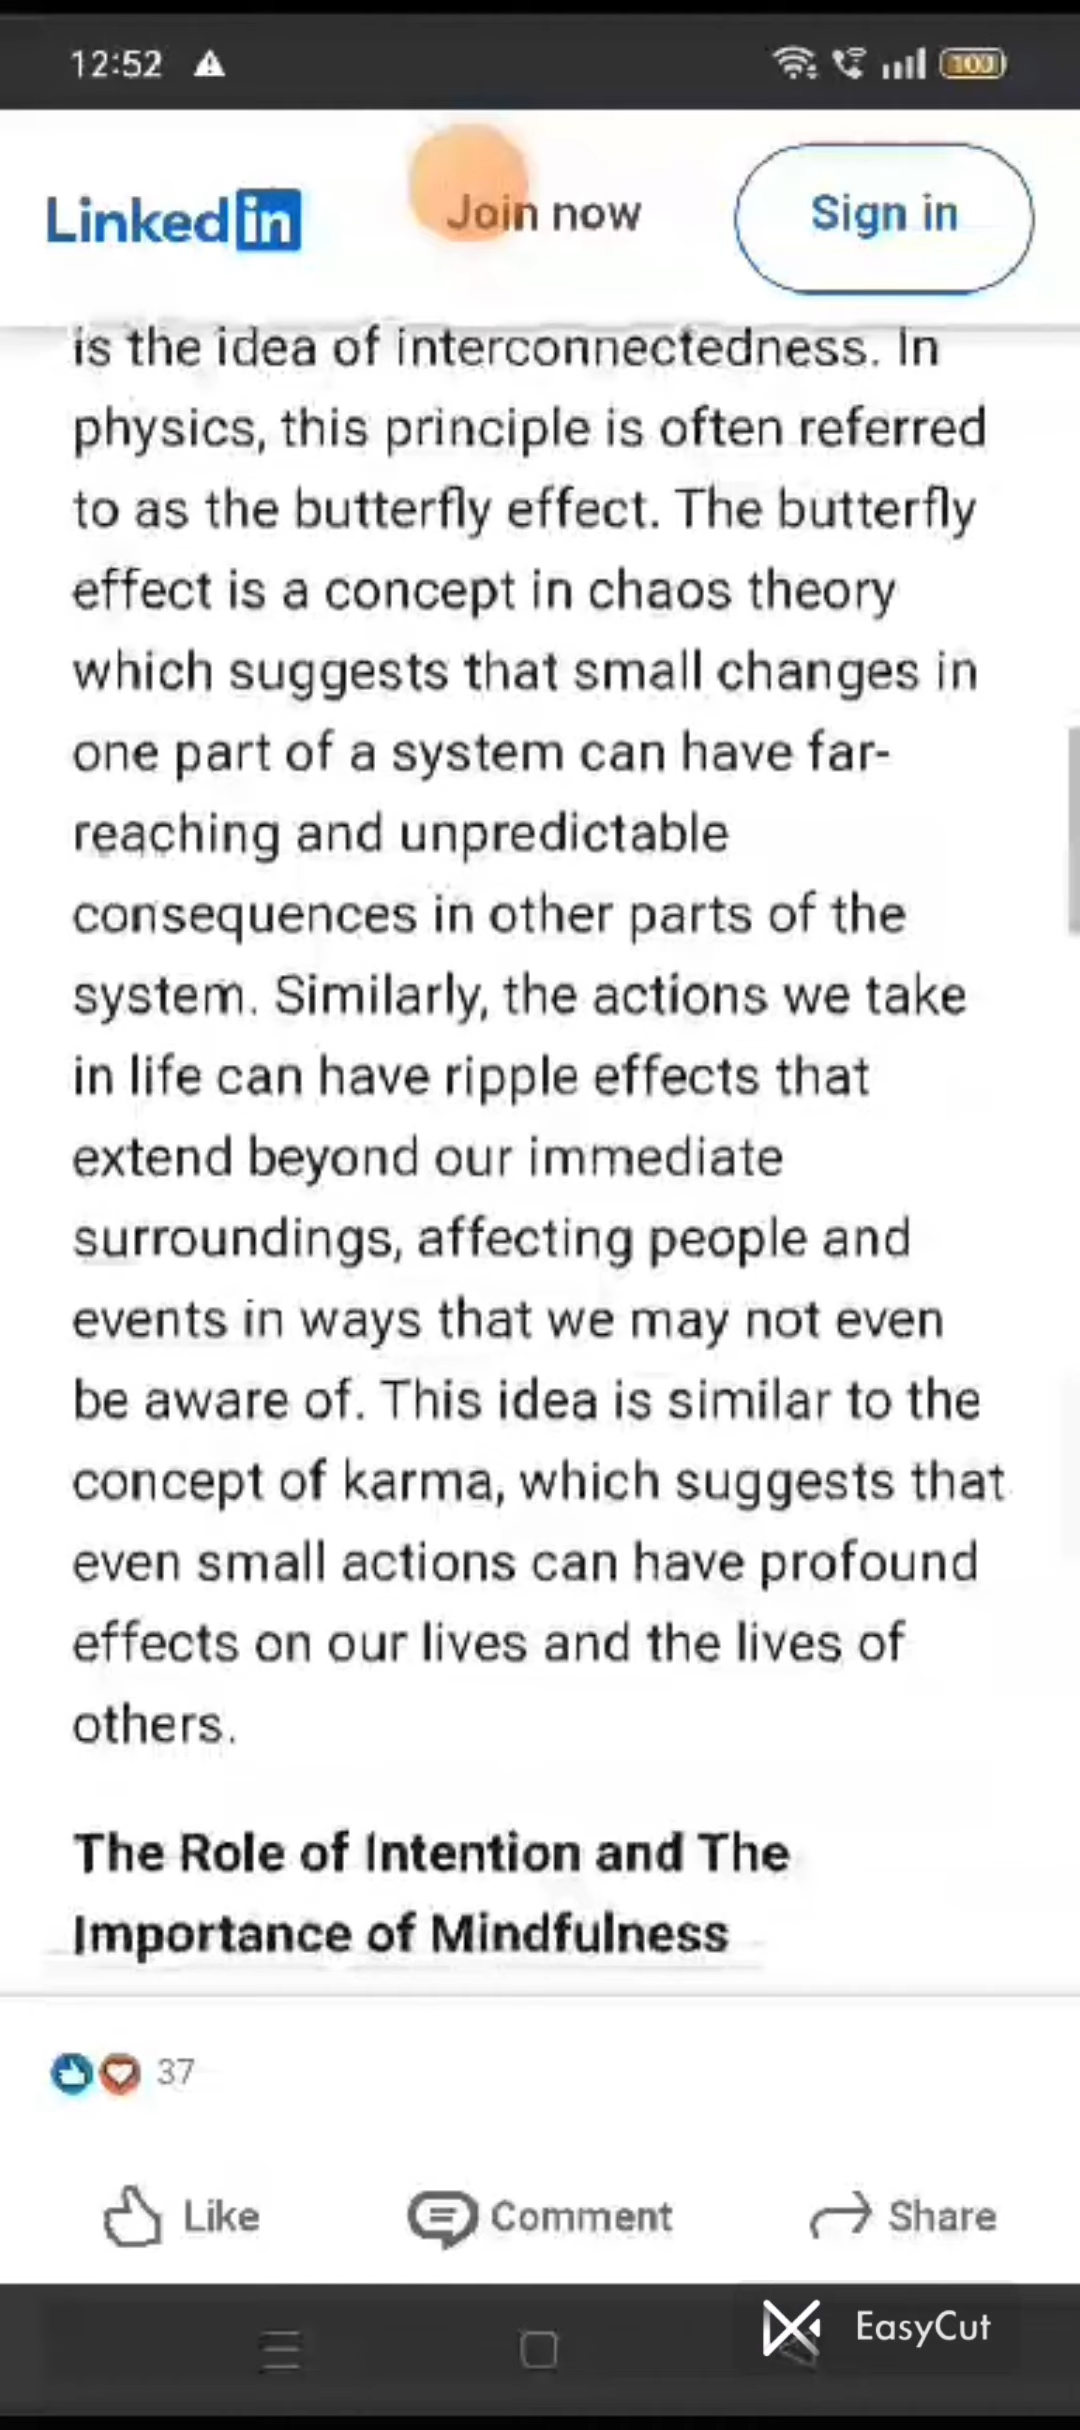 12:52
100
LinkedIn
Join now
Sign in
is the idea of interconnectedness. In
physics, this principle is often referred
to as the butterfly effect. The butterfly
effect is a concept in chaos theory
which suggests that small changes in
one part of a system can have far-
reaching and unpredictable
consequences in other parts of the
system. Similarly, the actions we take
in life can have ripple effects that
extend beyond our immediate
surroundings, affecting people and
events in ways that we may not even
be aware of. This idea is similar to the
concept of karma, which suggests that
even small actions can have profound
effects on our lives and the lives of
others.
The Role of Intention and The
Importance of Mindfulness
37
Like
Comment
Share
EasyCut